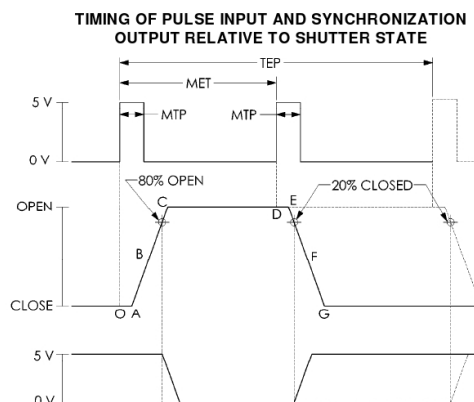 TIMING OF PULSE INPUT AND SYNCHRONIZATION
OUTPUT RELATIVE TO SHUTTER STATE
TEP
MET
5 V
MTP
MTP
0 V
80% OPEN
20% CLOSED
OPEN
C
D
E
B
F
CLOSE
O
A
G
5 V
0 V